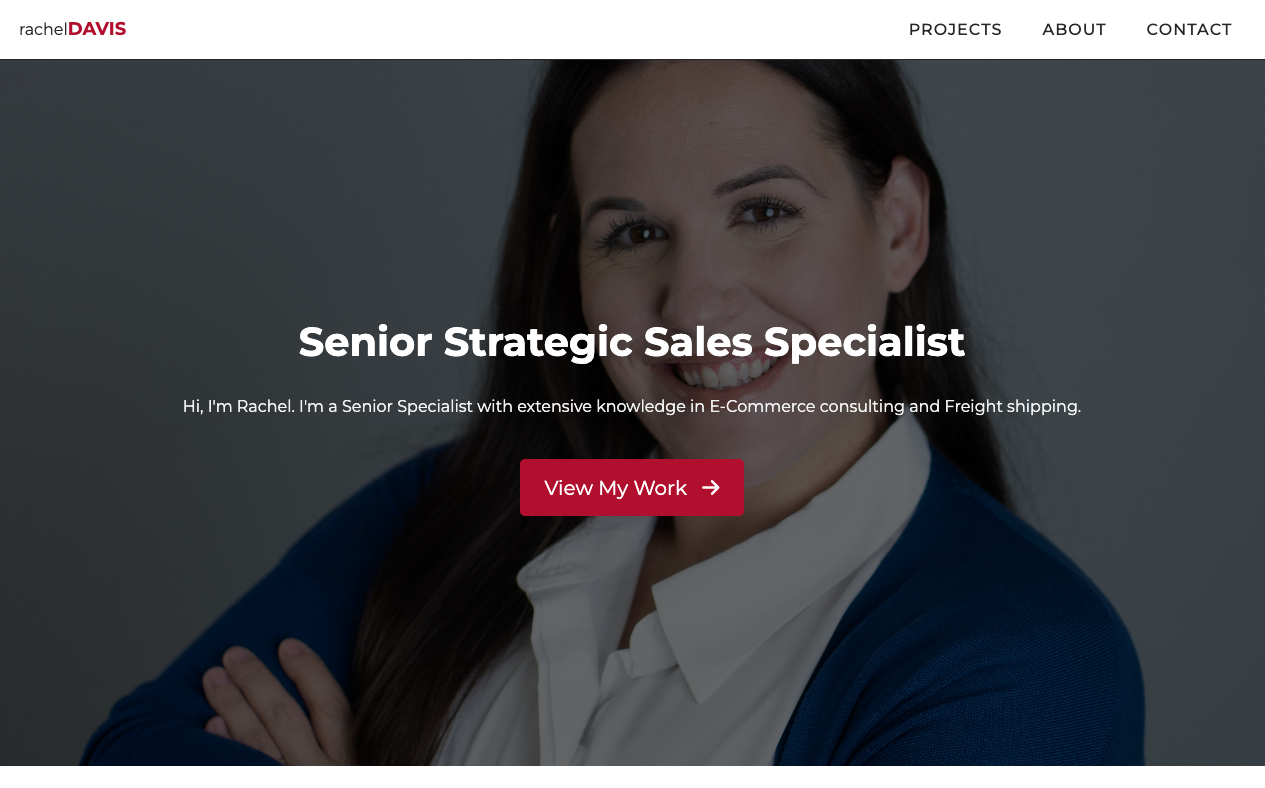 rachelDAVIS
PROJECTS ABOUT CONTACT
Senior Strategic Sales Specialist
Hi, I'm Rachel. I'm a Senior Specialist with extensive knowledge in E-Commerce consulting and Freight shipping.
View My Work